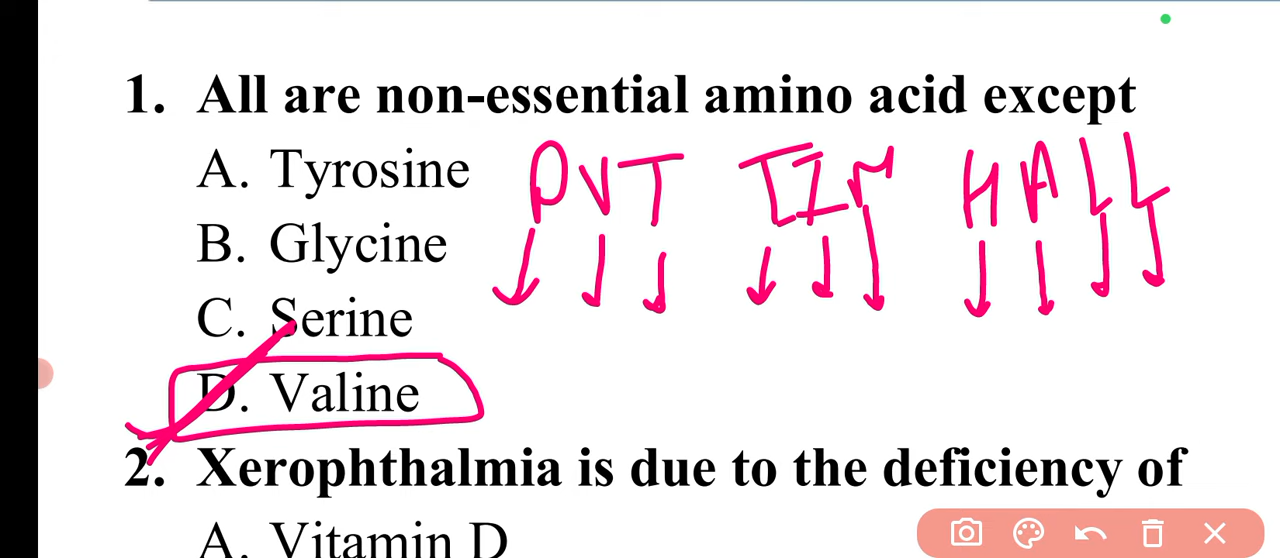 1. All are non-essential amino acid except
A. Tyrosine PVT TIM HALL
B. Glycine
C. Serine
D. Valine
2. Xerophthalmia is due to the deficiency of
A. Vitamin D